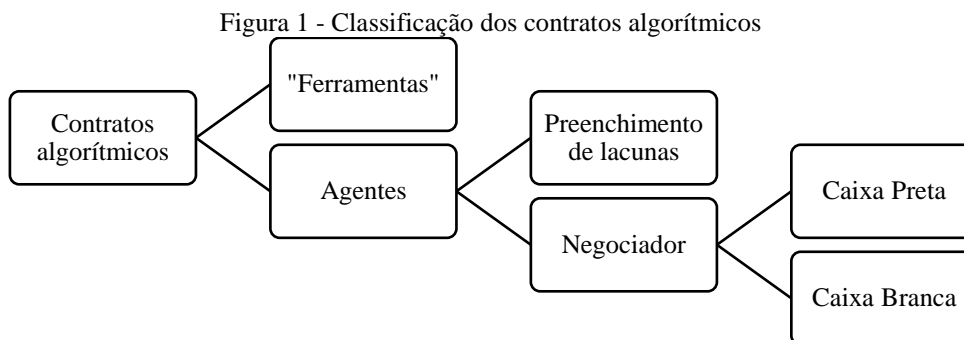 Figura 1 - Classificação dos contratos algorítmicos
"Ferramentas"
Contratos
algorítmicos
Agentes
Preenchimento
de lacunas
Negociador
Caixa Preta
Caixa Branca